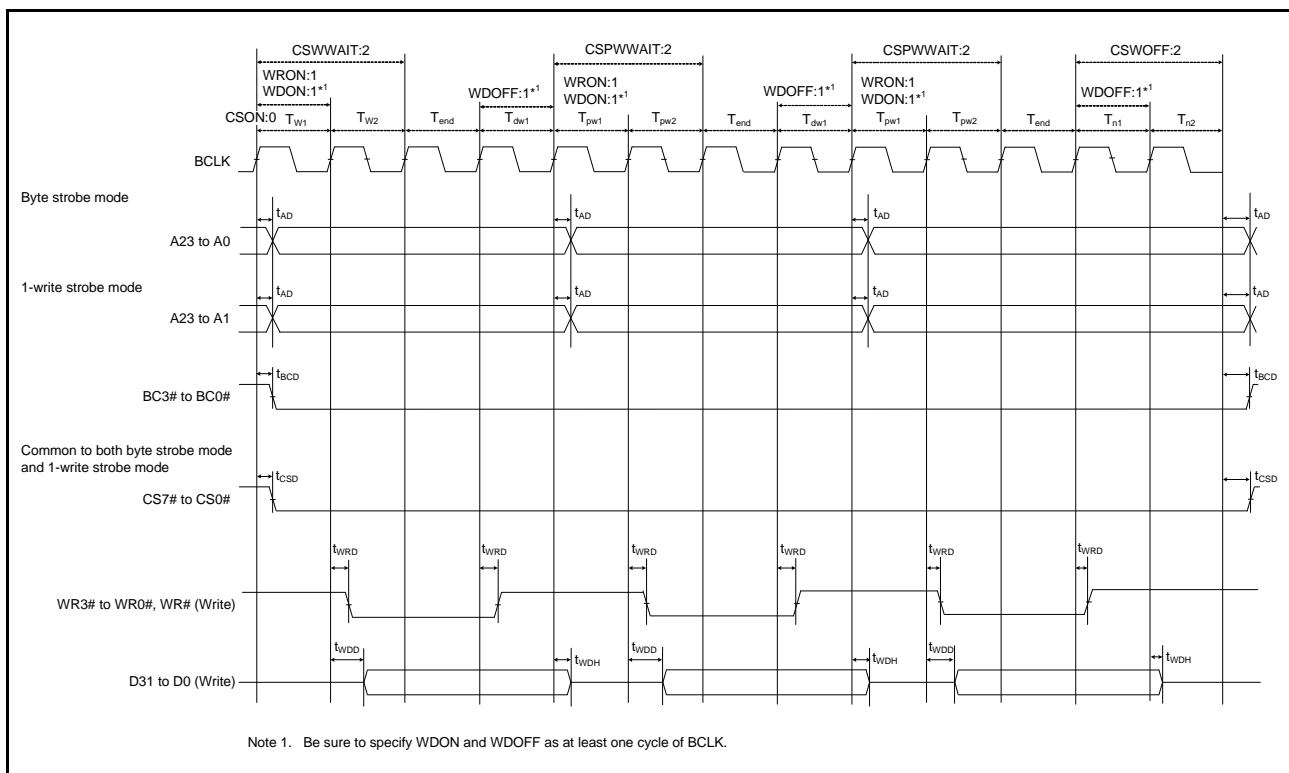 CSWWAIT:2 CSPWWAIT:2 CSPWWAIT:2 CSWOFF:2
WRON:1 WRON:1 WRON:1
WDON:1*1 WDOFF:1*1 WDON:1*1 WDOFF:1*1 WDON:1*1 WDOFF:1*1
CSON:0 TW1 TW2 Tend Tdw1 Tpw1 Tpw2 Tend Tdw1 Tpw1 Tpw2 Tend Tn1 Tn2
BCLK
Byte strobe mode
tAD tAD tAD tAD
A23 to A0
1-write strobe mode
tAD tAD tAD tAD
A23 to A1
tBCD tBCD
BC3# to BC0#
Common to both byte strobe mode
and 1-write strobe mode
tCSD tCSD
CS7# to CS0#
tWRD tWRD tWRD tWRD tWRD tWRD
WR3# to WR0#, WR# (Write)
tWDD tWDH tWDD tWDH tWDD tWDH
D31 to D0 (Write)
Note 1. Be sure to specify WDON and WDOFF as at least one cycle of BCLK.